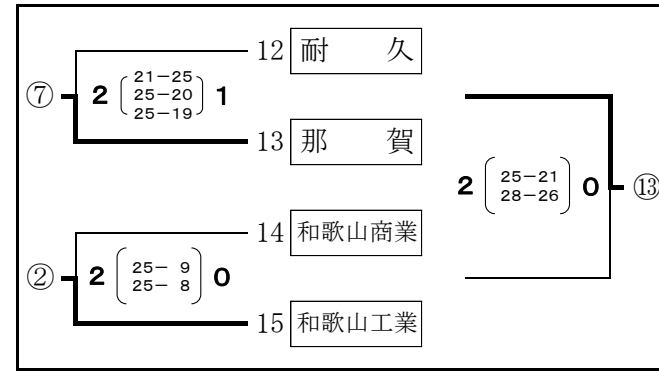 12 耐 久
⑦ 2 21-25 25-20 25-19 1
13 那 賀
2 25-21 28-26 0 ⑬
14 和歌山商業
② 2 25- 9 25- 8 0
15 和歌山工業